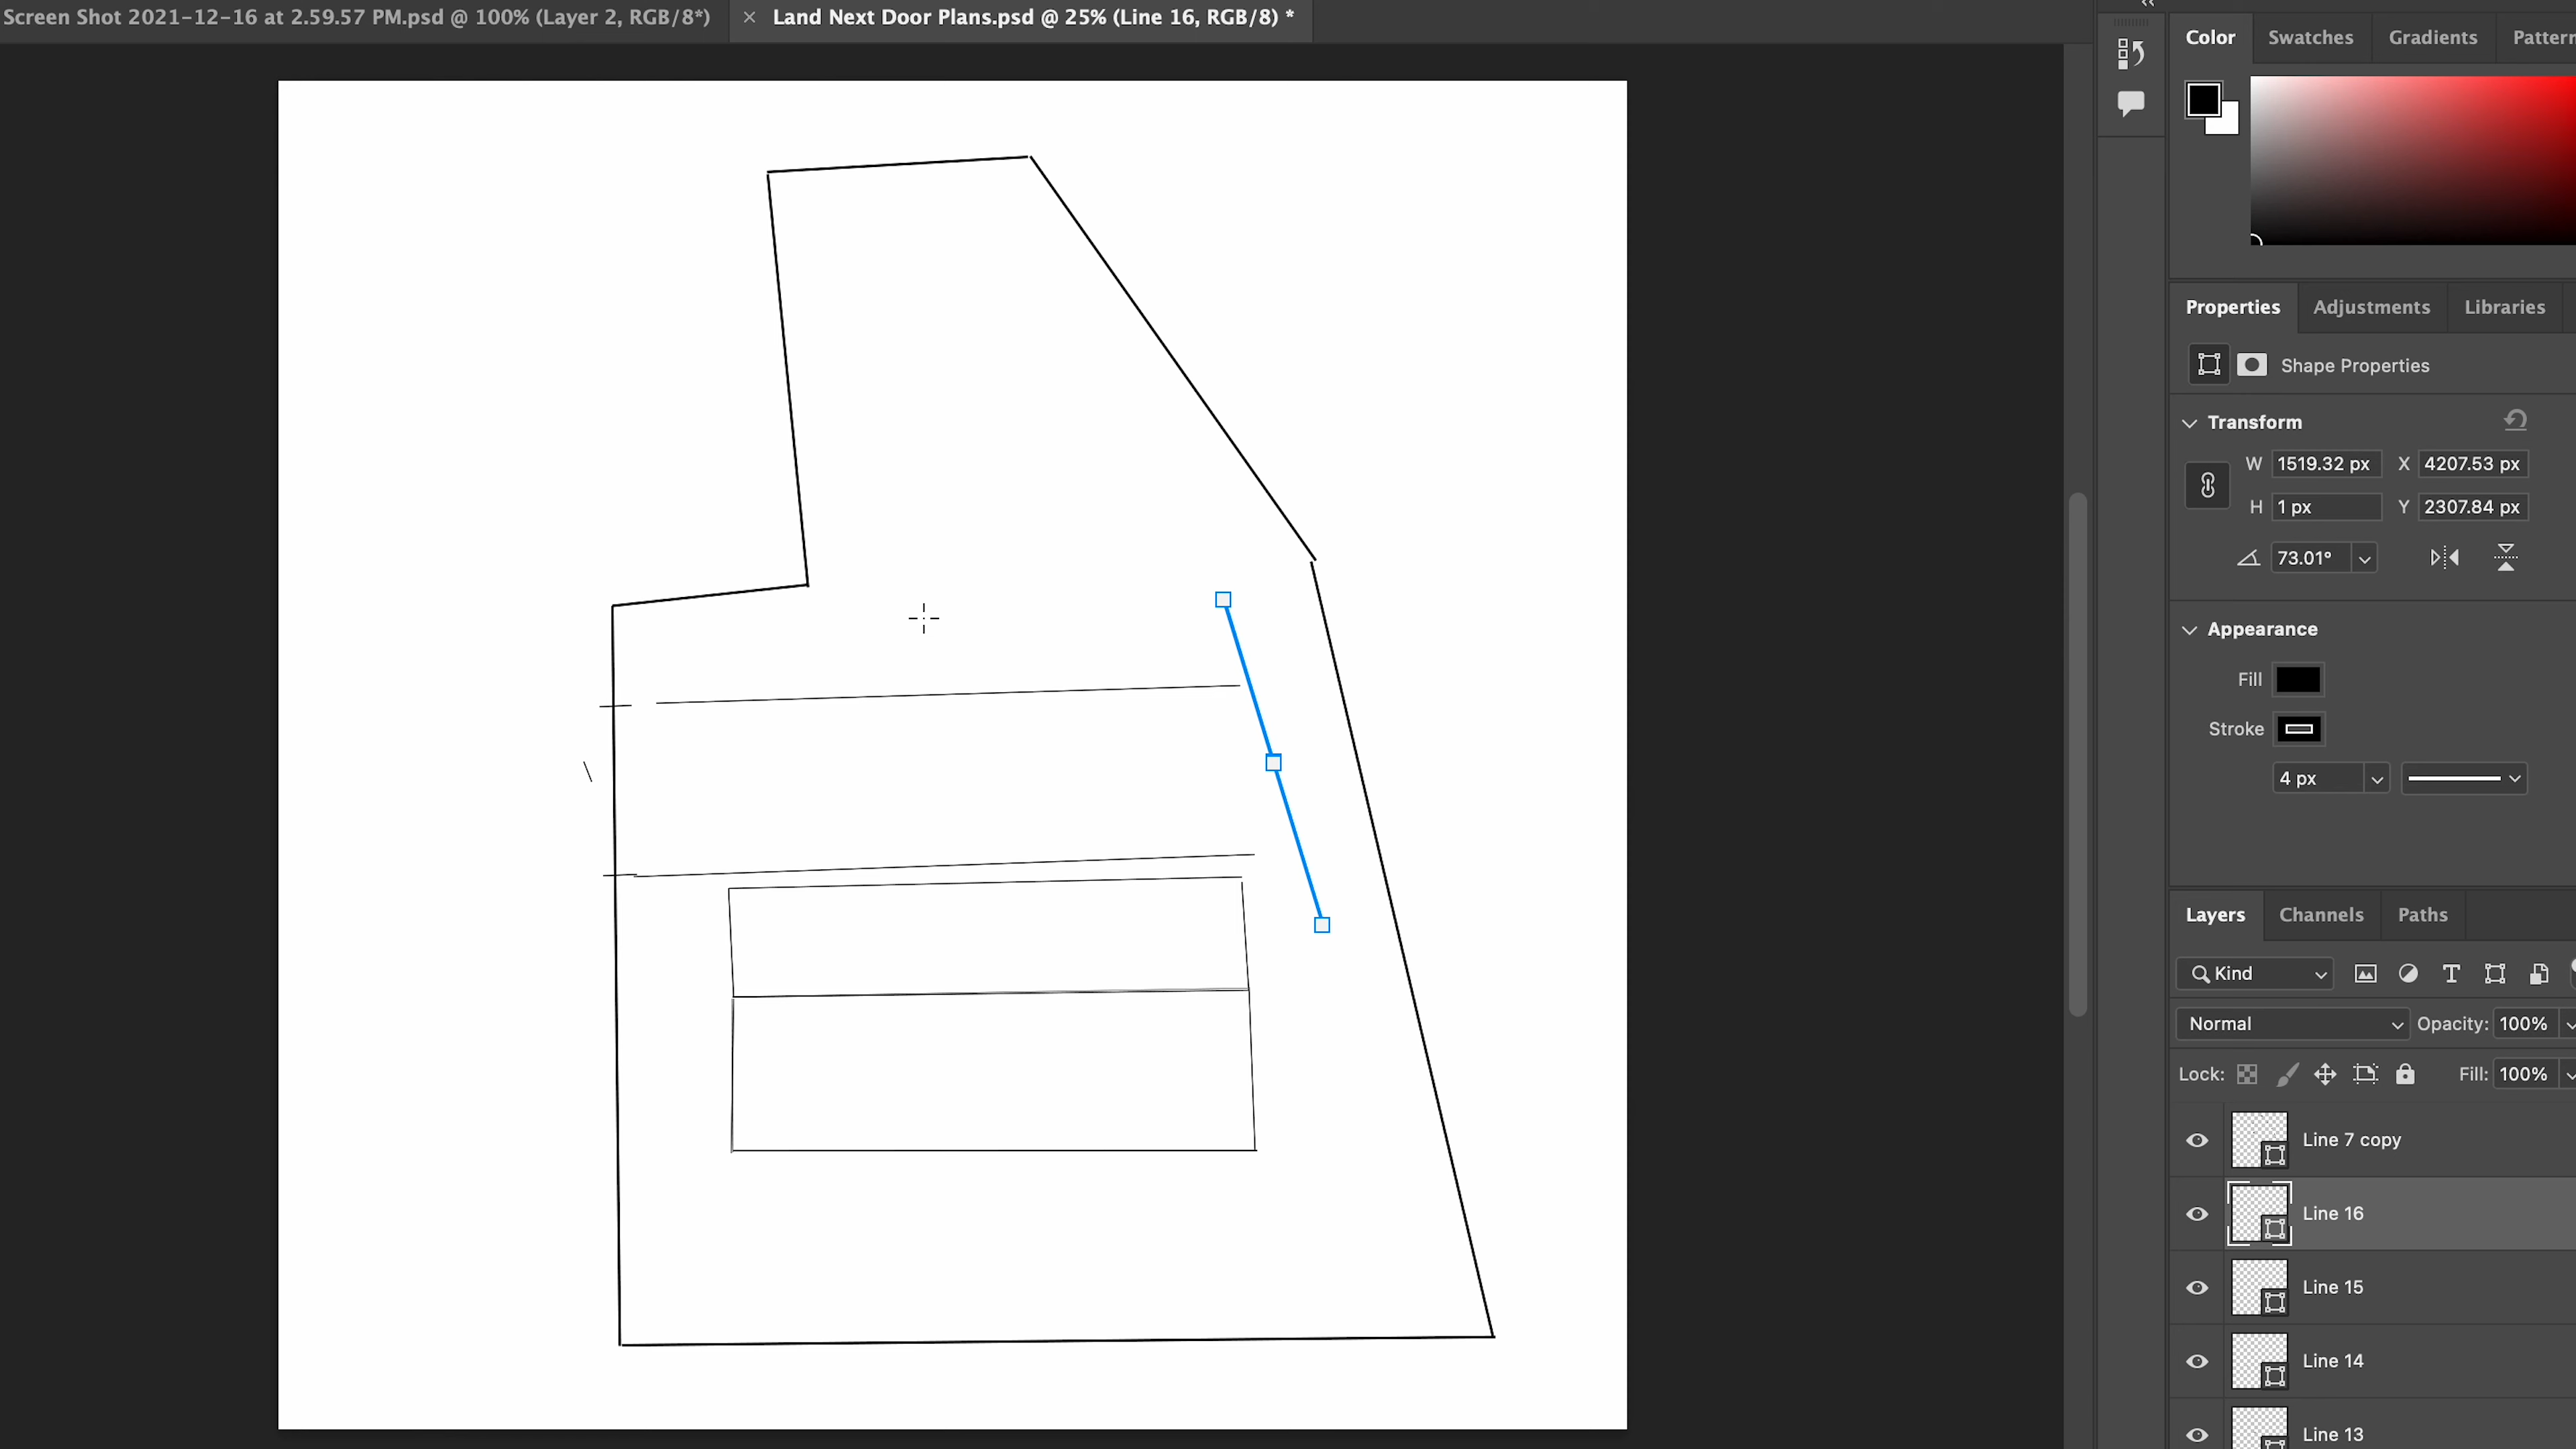 Screen Shot 2021-12-16 at 2.59.57 PM.psd @ 100% (Layer 2, RGB/8*)
× Land Next Door Plans.psd @ 25% (Line 16, RGB/8) *
Color Swatches Gradients Pattern
Properties Adjustments Libraries
Shape Properties
Transform
W 1519.32 px X 4207.53 px
H 1 px Y 2307.84 px
73.01°
Appearance
Fill
Stroke
4 px
Layers Channels Paths
Kind
Normal Opacity: 100%
Lock: Fill: 100%
Line 7 copy
Line 16
Line 15
Line 14
Line 13